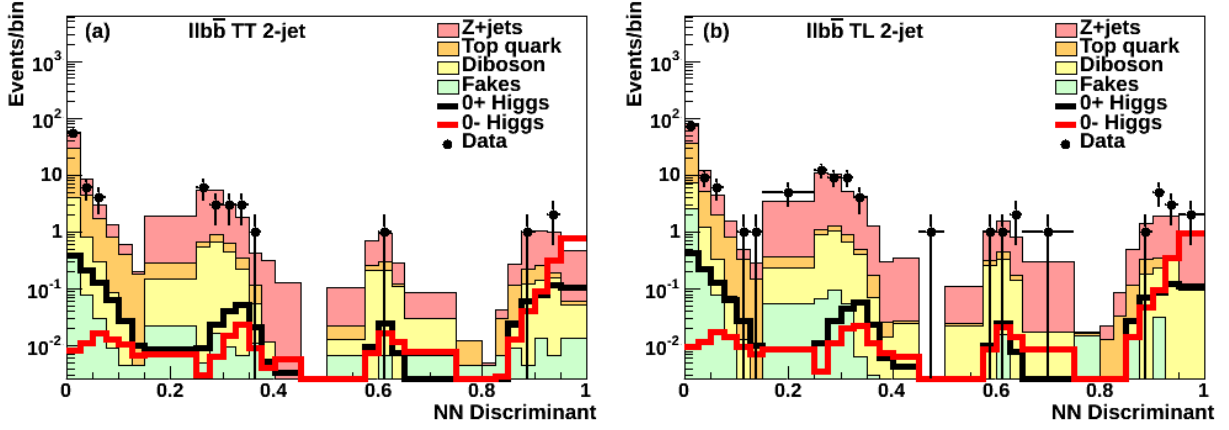 (a) llbb̅ TT 2-jet
Z+jets
Top quark
Diboson
Fakes
0+ Higgs
0- Higgs
Data
Events/bin
10³
10²
10
1
10⁻¹
10⁻²
0 0.2 0.4 0.6 0.8 1
NN Discriminant
(b) llbb̅ TL 2-jet
Z+jets
Top quark
Diboson
Fakes
0+ Higgs
0- Higgs
Data
Events/bin
10³
10²
10
1
10⁻¹
10⁻²
0 0.2 0.4 0.6 0.8 1
NN Discriminant